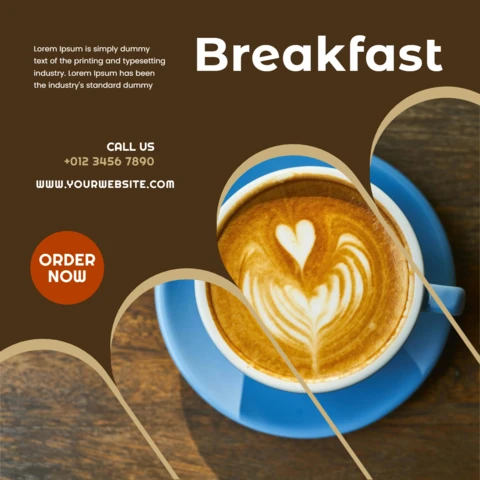 Breakfast
Lorem Ipsum is simply dummy
text of the printing and typesetting
industry. Lorem Ipsum has been
the industry's standard dummy
CALL US
+012 3456 7890
WWW.YOURWEBSITE.COM
ORDER
NOW